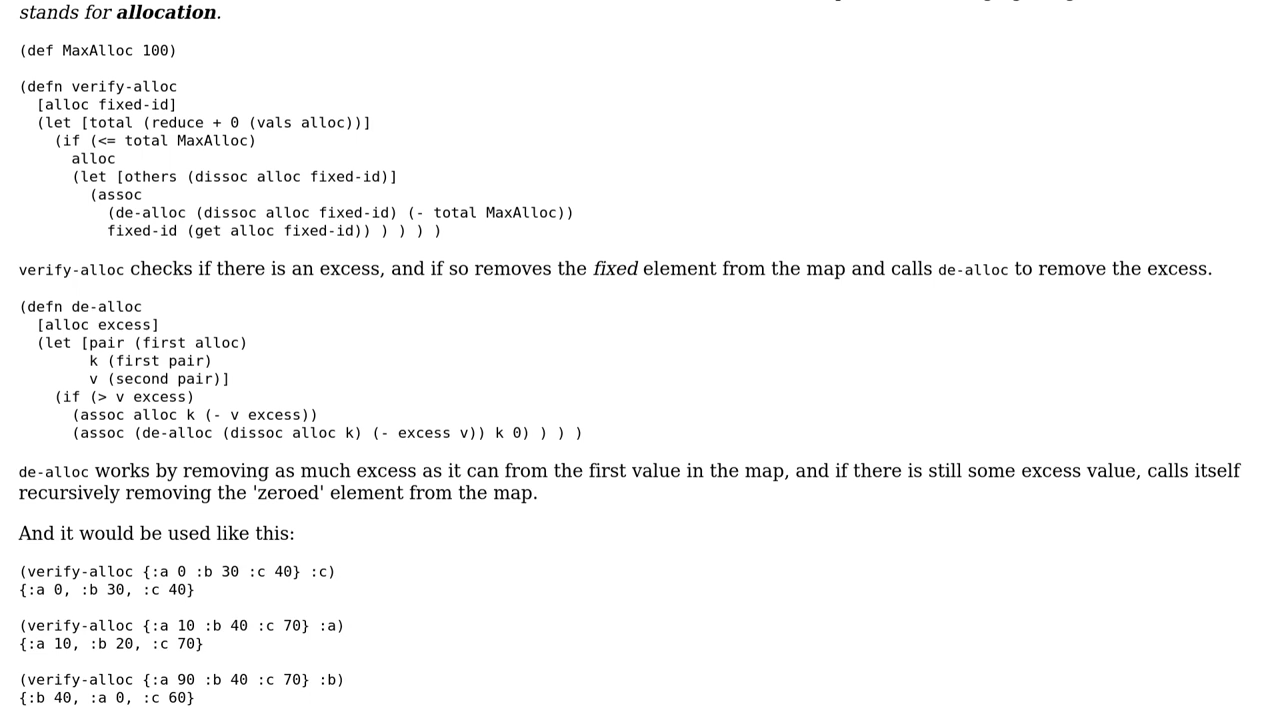 stands for allocation.
(def MaxAlloc 100)
(defn verify-alloc
  [alloc fixed-id]
  (let [total (reduce + 0 (vals alloc))]
    (if (<= total MaxAlloc)
      alloc
      (let [others (dissoc alloc fixed-id)]
        (assoc
          (de-alloc (dissoc alloc fixed-id) (- total MaxAlloc))
          fixed-id (get alloc fixed-id)) ) ) ) )
verify-alloc checks if there is an excess, and if so removes the fixed element from the map and calls de-alloc to remove the excess.
(defn de-alloc
  [alloc excess]
  (let [pair (first alloc)
        k (first pair)
        v (second pair)]
    (if (> v excess)
      (assoc alloc k (- v excess))
      (assoc (de-alloc (dissoc alloc k) (- excess v)) k 0) ) ) )
de-alloc works by removing as much excess as it can from the first value in the map, and if there is still some excess value, calls itself
recursively removing the 'zeroed' element from the map.
And it would be used like this:
(verify-alloc {:a 0 :b 30 :c 40} :c)
{:a 0, :b 30, :c 40}
(verify-alloc {:a 10 :b 40 :c 70} :a)
{:a 10, :b 20, :c 70}
(verify-alloc {:a 90 :b 40 :c 70} :b)
{:b 40, :a 0, :c 60}